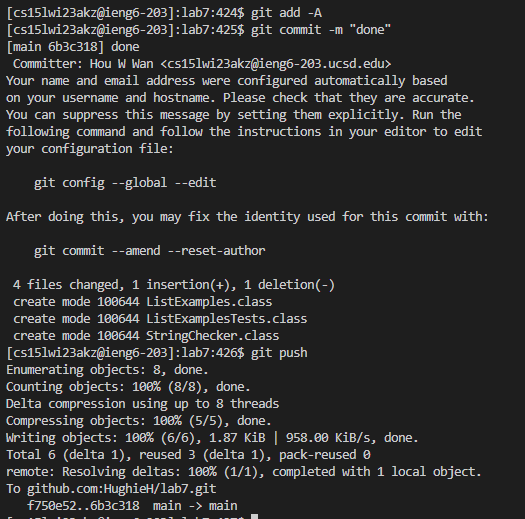 [cs15lwi23akz@ieng6-203]:lab7:424$ git add -A
[cs15lwi23akz@ieng6-203]:lab7:425$ git commit -m "done"
[main 6b3c318] done
 Committer: Hou W Wan <cs15lwi23akz@ieng6-203.ucsd.edu>
Your name and email address were configured automatically based
on your username and hostname. Please check that they are accurate.
You can suppress this message by setting them explicitly. Run the
following command and follow the instructions in your editor to edit
your configuration file:

    git config --global --edit

After doing this, you may fix the identity used for this commit with:

    git commit --amend --reset-author

 4 files changed, 1 insertion(+), 1 deletion(-)
 create mode 100644 ListExamples.class
 create mode 100644 ListExamplesTests.class
 create mode 100644 StringChecker.class
[cs15lwi23akz@ieng6-203]:lab7:426$ git push
Enumerating objects: 8, done.
Counting objects: 100% (8/8), done.
Delta compression using up to 8 threads
Compressing objects: 100% (5/5), done.
Writing objects: 100% (6/6), 1.87 KiB | 958.00 KiB/s, done.
Total 6 (delta 1), reused 3 (delta 1), pack-reused 0
remote: Resolving deltas: 100% (1/1), completed with 1 local object.
To github.com:HughieH/lab7.git
   f750e52..6b3c318  main -> main